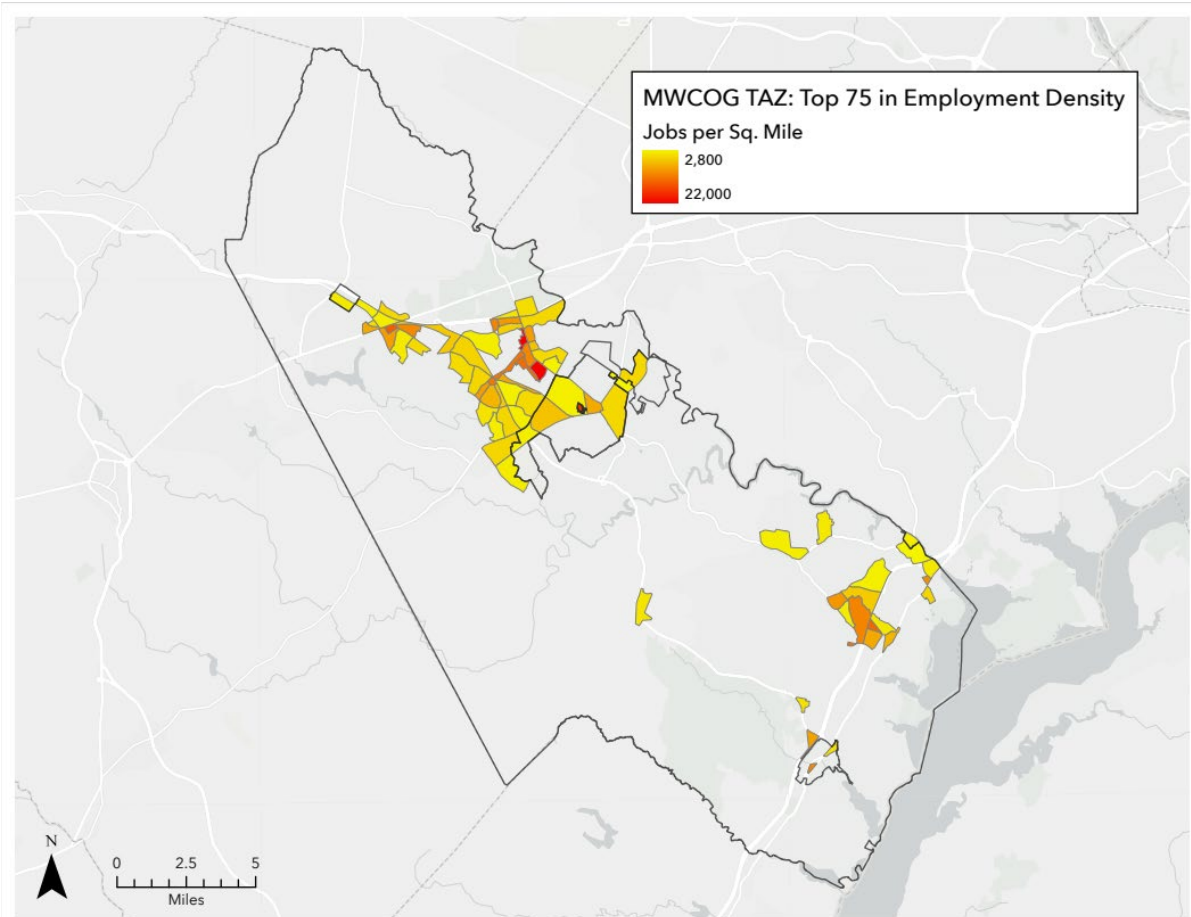 MWCOG TAZ: Top 75 in Employment Density
Jobs per Sq. Mile
2,800
22,000
N
0 2.5 5
Miles